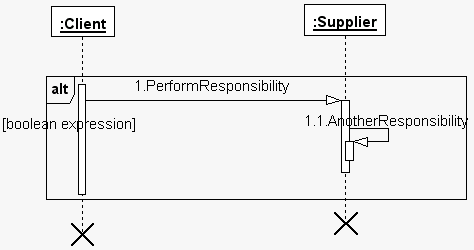 :Client
:Supplier
alt
1.PerformResponsibility
[boolean expression]
1.1.AnotherResponsibility